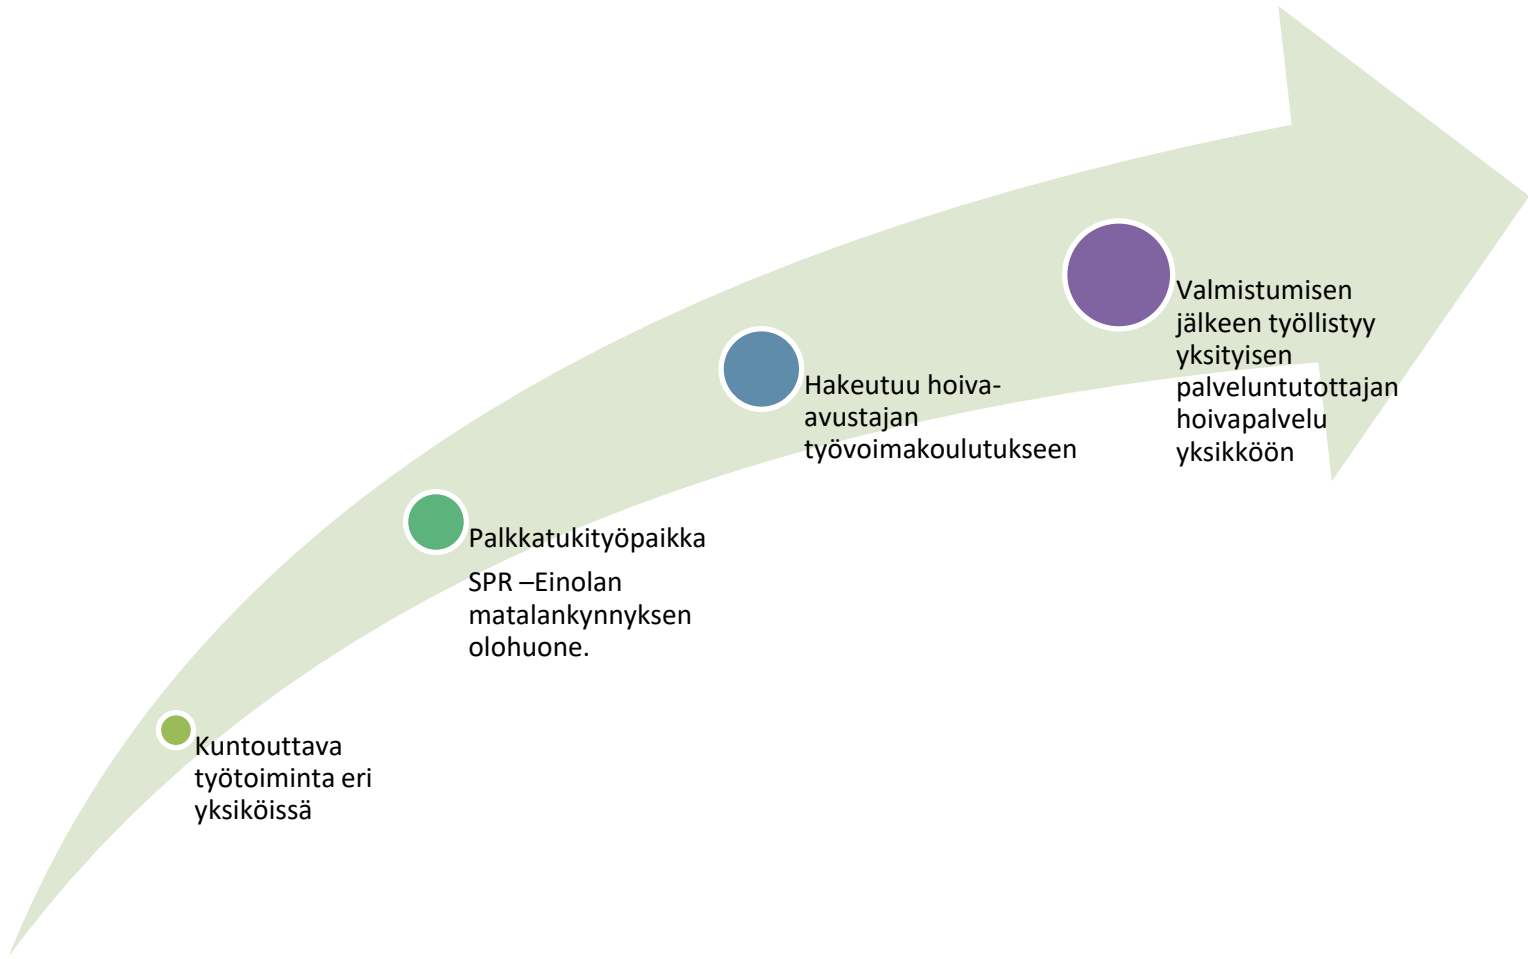 Kuntouttava
työtoiminta eri
yksiköissä
Palkkatukityöpaikka
SPR –Einolan
matalankynnyksen
olohuone.
Hakeutuu hoiva-
avustajan
työvoimakoulutukseen
Valmistumisen
jälkeen työllistyy
yksityisen
palveluntutottajan
hoivapalvelu
yksikköön